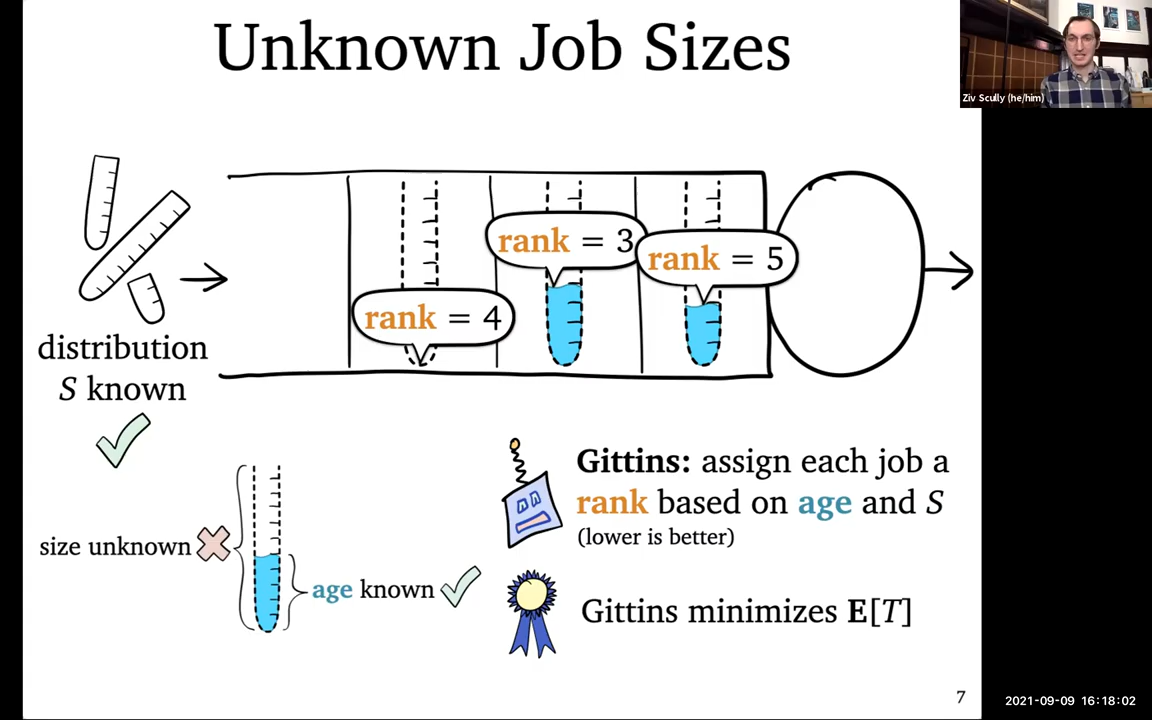 Unknown Job Sizes
Ziv Scully (he/him)
rank = 3
rank = 5
rank = 4
distribution
S known
size unknown
age known
Gittins: assign each job a
rank based on age and S
(lower is better)
Gittins minimizes E[T]
7
2021-09-09 16:18:02